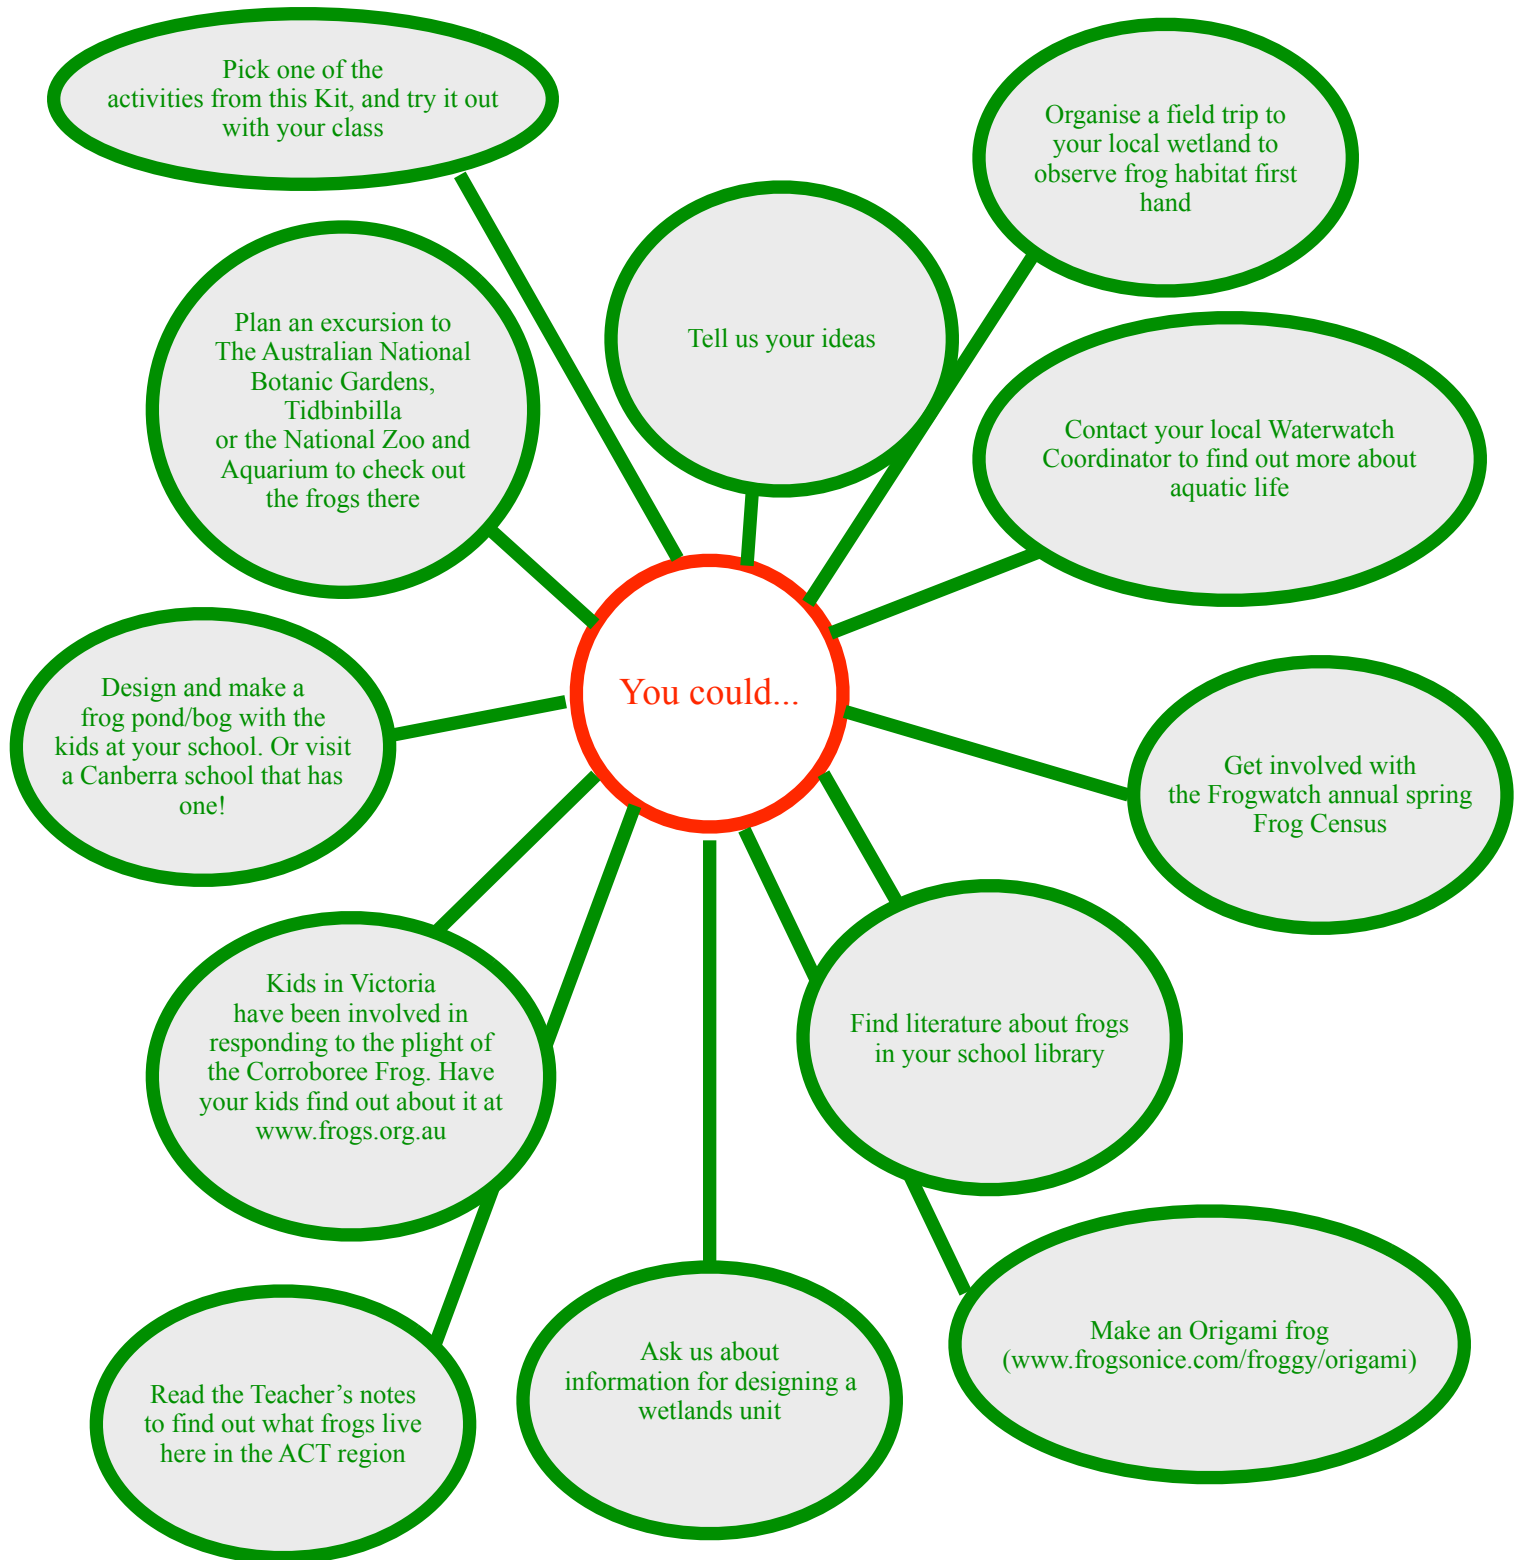 Pick one of the
activities from this Kit, and try it out
with your class
Organise a field trip to
your local wetland to
observe frog habitat first
hand
Plan an excursion to
The Australian National
Botanic Gardens,
Tidbinbilla
or the National Zoo and
Aquarium to check out
the frogs there
Tell us your ideas
Contact your local Waterwatch
Coordinator to find out more about
aquatic life
You could...
Design and make a
frog pond/bog with the
kids at your school. Or visit
a Canberra school that has
one!
Get involved with
the Frogwatch annual spring
Frog Census
Kids in Victoria
have been involved in
responding to the plight of
the Corroboree Frog. Have
your kids find out about it at
www.frogs.org.au
Find literature about frogs
in your school library
Read the Teacher’s notes
to find out what frogs live
here in the ACT region
Ask us about
information for designing a
wetlands unit
Make an Origami frog
(www.frogsonice.com/froggy/origami)